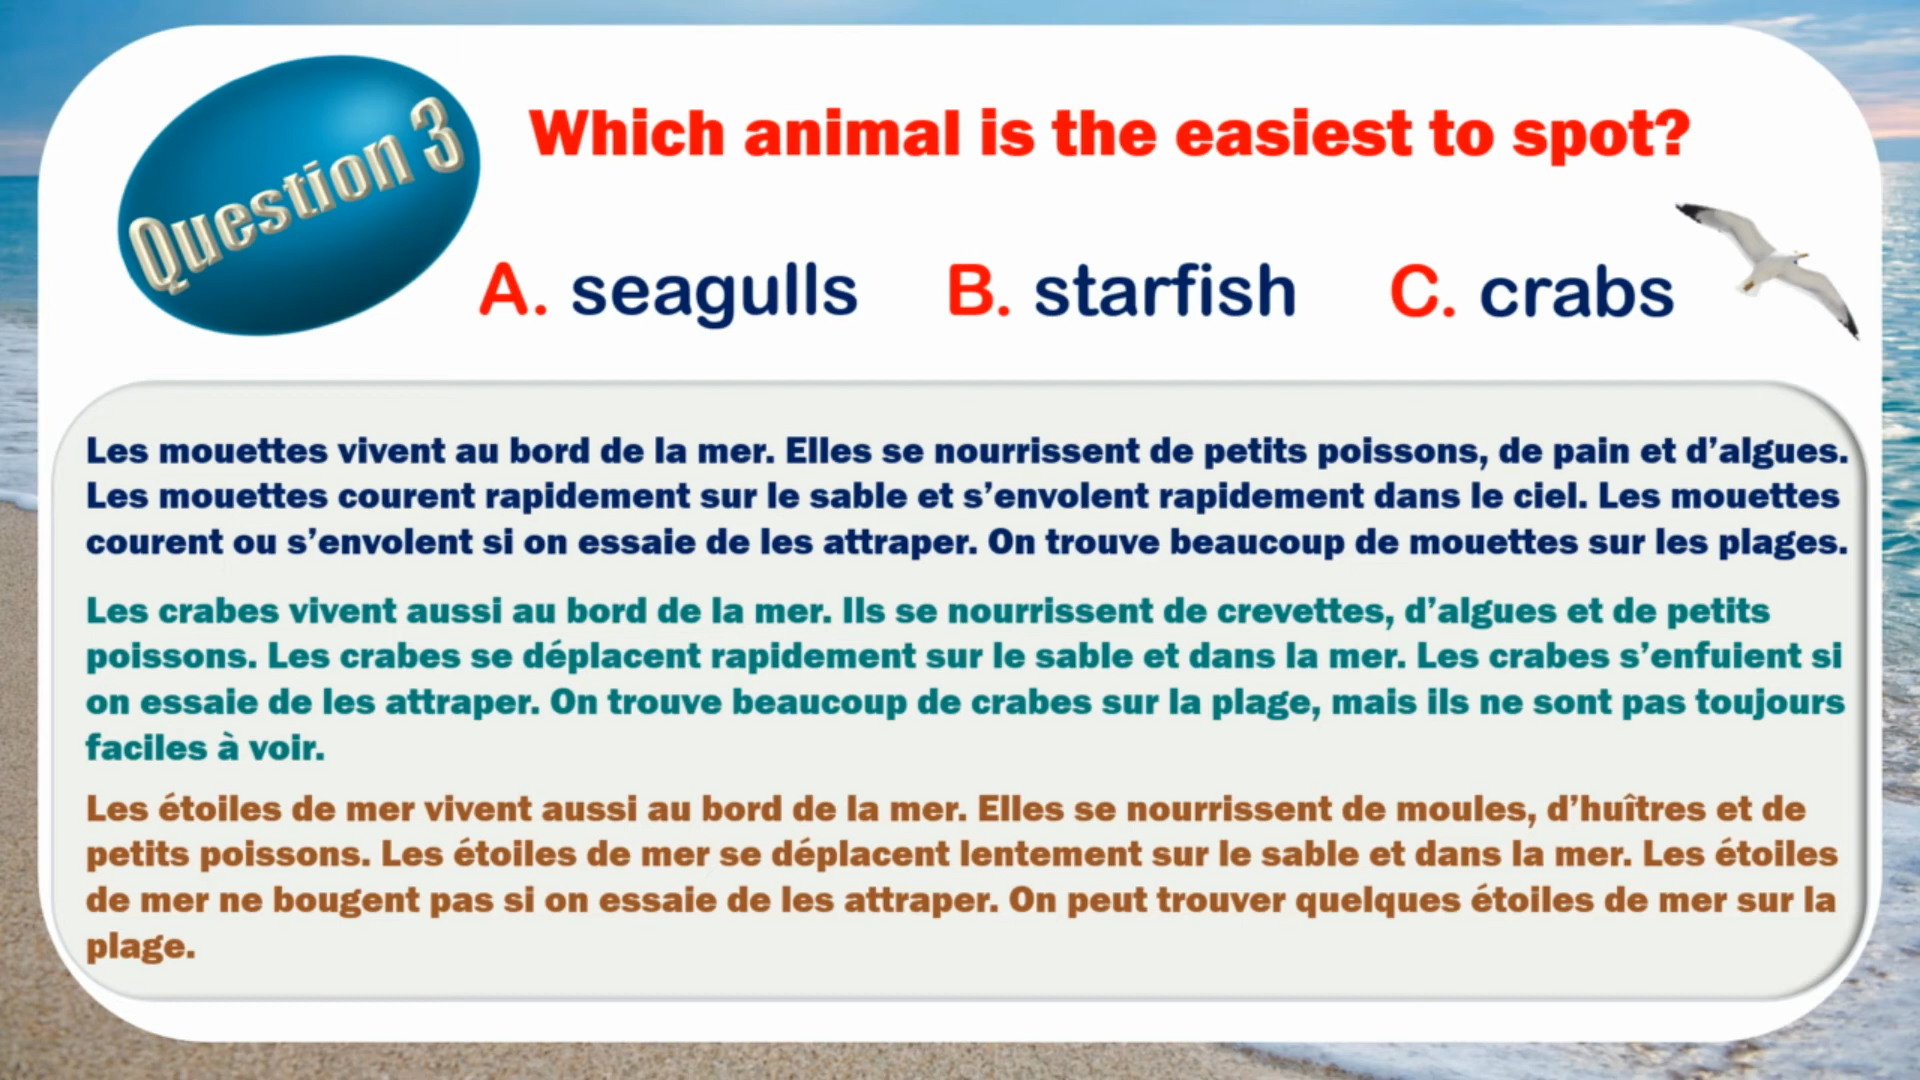 Question 3
Which animal is the easiest to spot?
A. seagulls B. starfish C. crabs
Les mouettes vivent au bord de la mer. Elles se nourrissent de petits poissons, de pain et d’algues.
Les mouettes courent rapidement sur le sable et s’envolent rapidement dans le ciel. Les mouettes
courent ou s’envolent si on essaie de les attraper. On trouve beaucoup de mouettes sur les plages.
Les crabes vivent aussi au bord de la mer. Ils se nourrissent de crevettes, d’algues et de petits
poissons. Les crabes se déplacent rapidement sur le sable et dans la mer. Les crabes s’enfuient si
on essaie de les attraper. On trouve beaucoup de crabes sur la plage, mais ils ne sont pas toujours
faciles à voir.
Les étoiles de mer vivent aussi au bord de la mer. Elles se nourrissent de moules, d’huîtres et de
petits poissons. Les étoiles de mer se déplacent lentement sur le sable et dans la mer. Les étoiles
de mer ne bougent pas si on essaie de les attraper. On peut trouver quelques étoiles de mer sur la
plage.